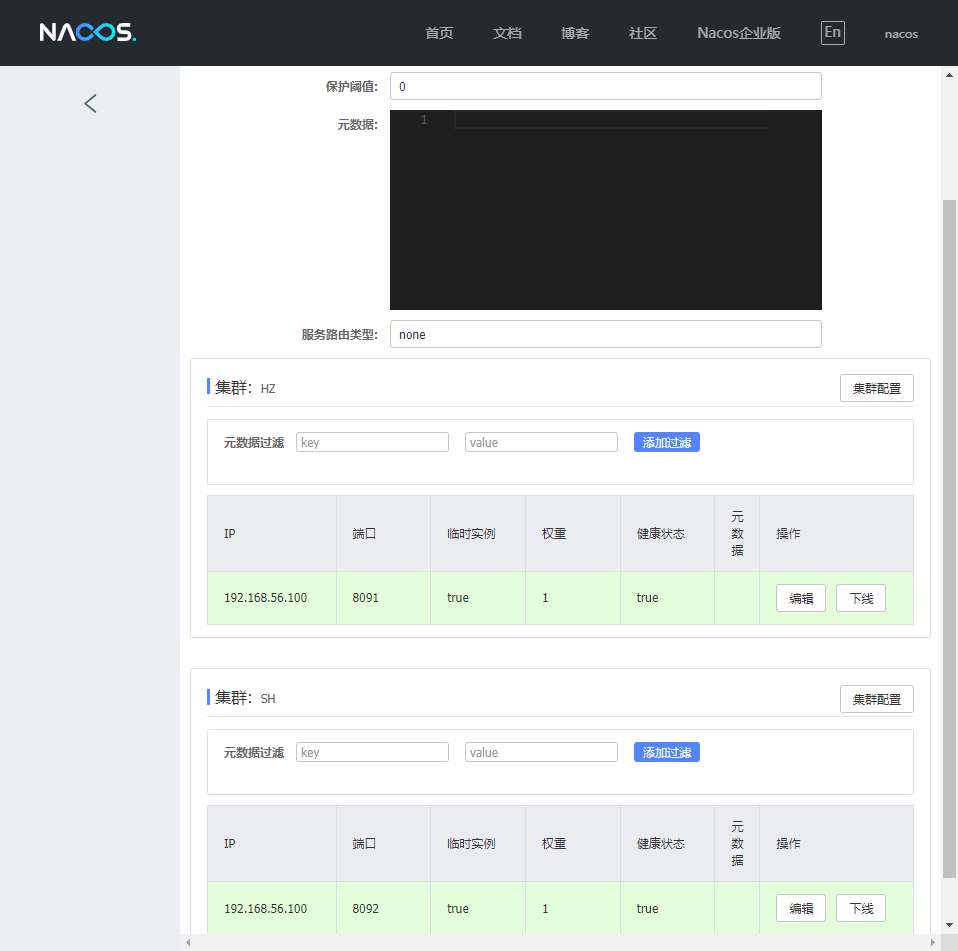 NACOS. 首页 文档 博客 社区 Nacos企业版 En nacos
保护阈值: 0
元数据: 1
服务路由类型: none
集群: HZ 集群配置
元数据过滤 key value 添加过滤
IP 端口 临时实例 权重 健康状态 元数据 操作
192.168.56.100 8091 true 1 true 编辑 下线
集群: SH 集群配置
元数据过滤 key value 添加过滤
IP 端口 临时实例 权重 健康状态 元数据 操作
192.168.56.100 8092 true 1 true 编辑 下线